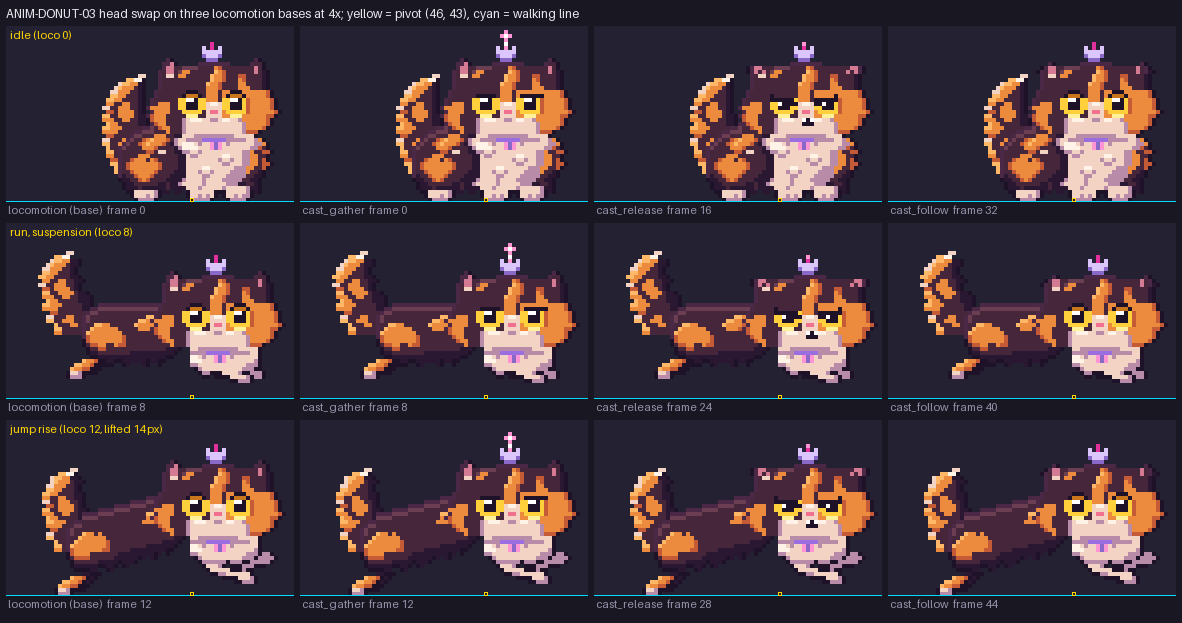 ANIM-DONUT-03 head swap on three locomotion bases at 4x; yellow = pivot (46, 43), cyan = walking line
idle (loco 0)
locomotion (base) frame 0
cast_gather frame 0
cast_release frame 16
cast_follow frame 32
run, suspension (loco 8)
locomotion (base) frame 8
cast_gather frame 8
cast_release frame 24
cast_follow frame 40
jump rise (loco 12, lifted 14px)
locomotion (base) frame 12
cast_gather frame 12
cast_release frame 28
cast_follow frame 44